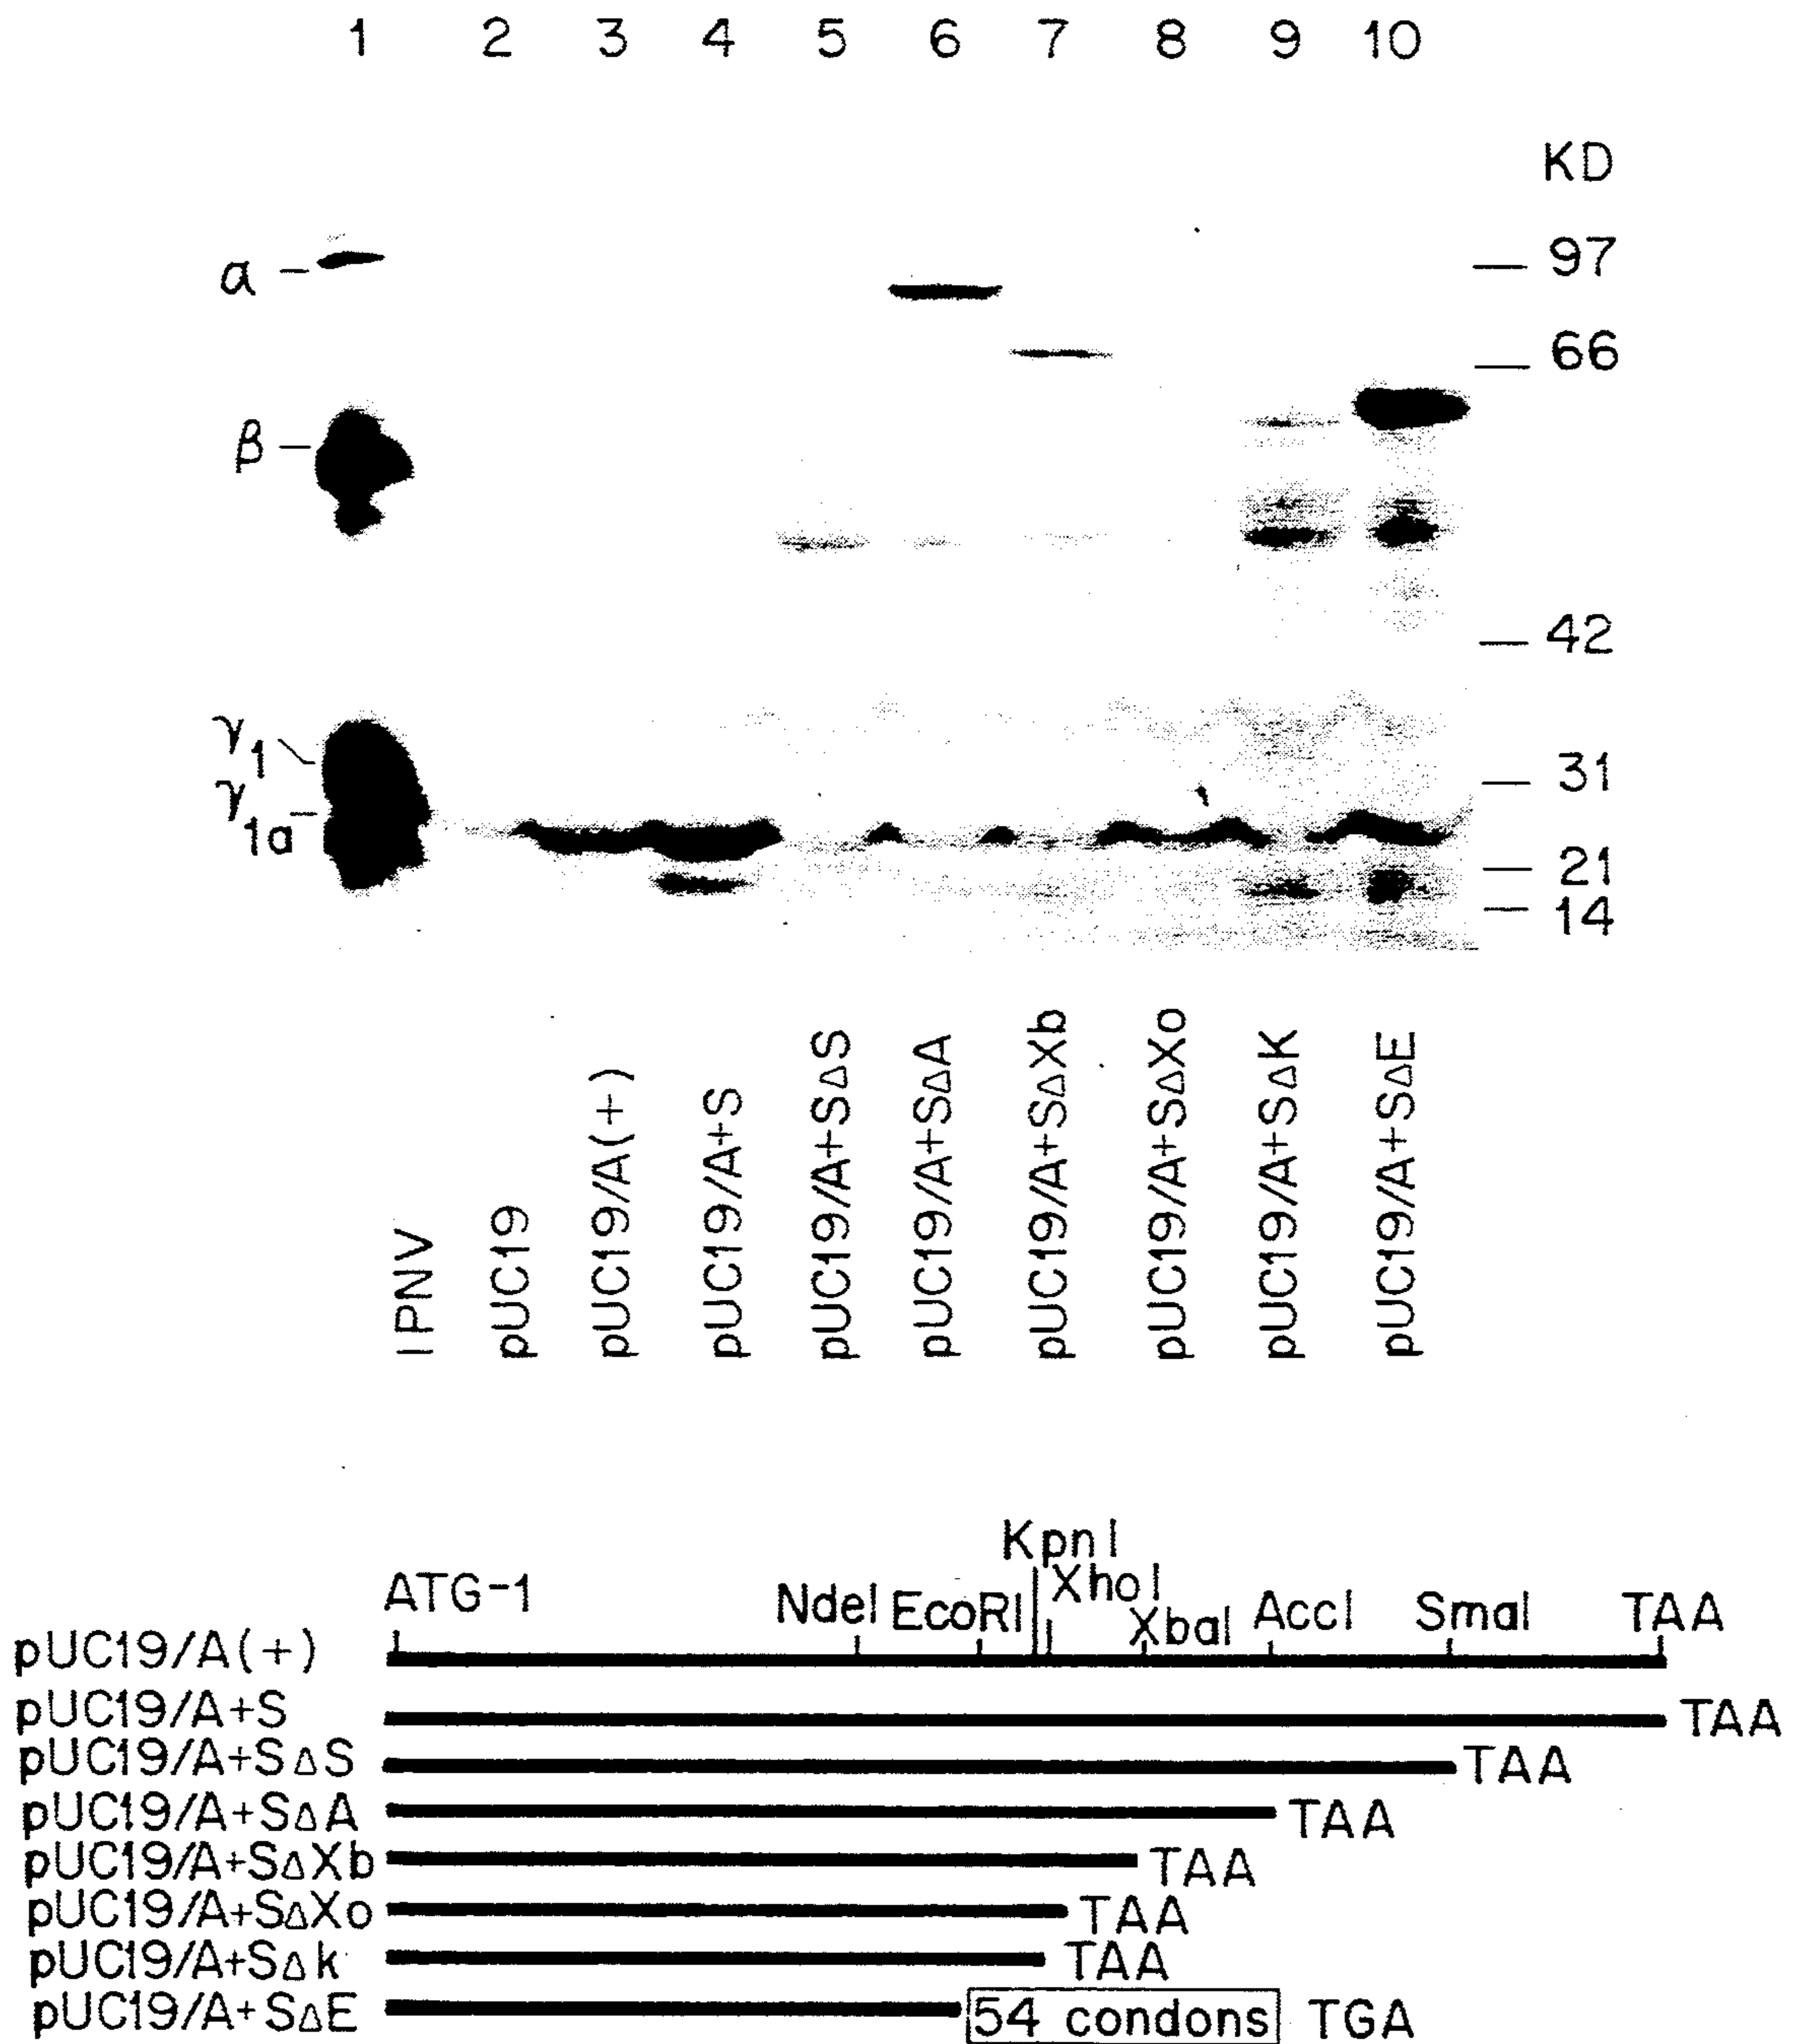 1 2 3 4 5 6 7 8 9 10
KD
α 97
66
β
42
γ1
31
γ1a
21
14
IPNV
pUC19
pUC19/A(+)
pUC19/A+S
pUC19/A+SΔS
pUC19/A+SΔA
pUC19/A+SΔXb
pUC19/A+SΔXo
pUC19/A+SΔK
pUC19/A+SΔE
KpnI
ATG-1 NdeI EcoRI XhoI XbaI AccI SmaI TAA
pUC19/A(+)
pUC19/A+S TAA
pUC19/A+SΔS TAA
pUC19/A+SΔA TAA
pUC19/A+SΔXb TAA
pUC19/A+SΔXo TAA
pUC19/A+SΔk TAA
pUC19/A+SΔE 54 condons TGA